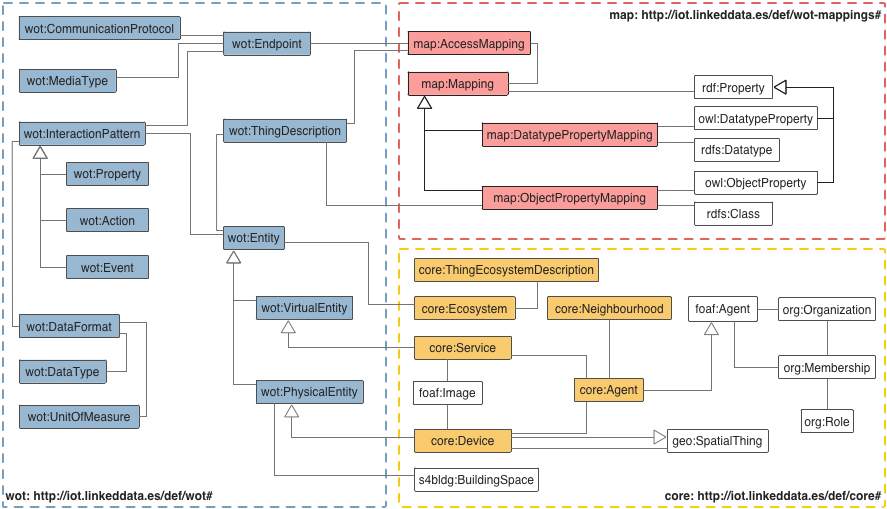 map: http://iot.linkeddata.es/def/wot-mappings#
wot:CommunicationProtocol
wot:Endpoint
wot:MediaType
wot:InteractionPattern
wot:ThingDescription
wot:Property
wot:Action
wot:Event
wot:Entity
wot:VirtualEntity
wot:DataFormat
wot:DataType
wot:PhysicalEntity
wot:UnitOfMeasure
wot: http://iot.linkeddata.es/def/wot#
map:AccessMapping
map:Mapping
rdf:Property
owl:DatatypeProperty
map:DatatypePropertyMapping
rdfs:Datatype
owl:ObjectProperty
map:ObjectPropertyMapping
rdfs:Class
core:ThingEcosystemDescription
core:Ecosystem
core:Neighbourhood
foaf:Agent
org:Organization
core:Service
org:Membership
foaf:Image
core:Agent
org:Role
core:Device
geo:SpatialThing
s4bldg:BuildingSpace
core: http://iot.linkeddata.es/def/core#